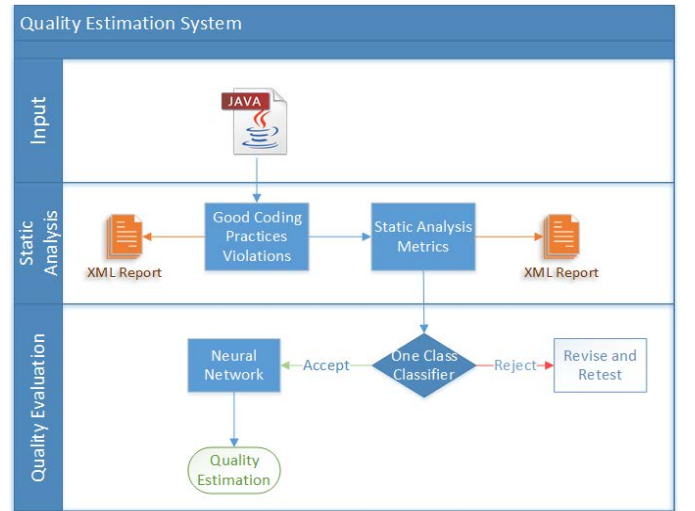 Quality Estimation System
Input
JAVA
Static
Analysis
Good Coding
Practices
Violations
Static Analysis
Metrics
XML Report
XML Report
Quality Evaluation
Neural
Network
Accept
One Class
Classifier
Reject
Revise and
Retest
Quality
Estimation